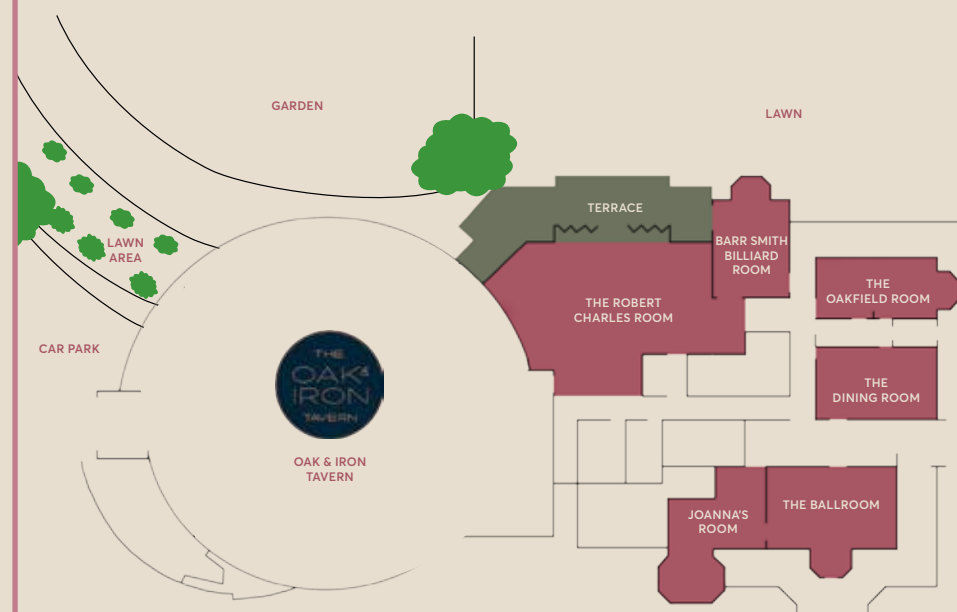 GARDEN
LAWN
TERRACE
BARR SMITH
BILLIARD
ROOM
LAWN
AREA
THE
OAKFIELD ROOM
THE ROBERT
CHARLES ROOM
CAR PARK
THE
OAK &
IRON
TAVERN
THE
DINING ROOM
OAK & IRON
TAVERN
JOANNA'S
ROOM
THE BALLROOM